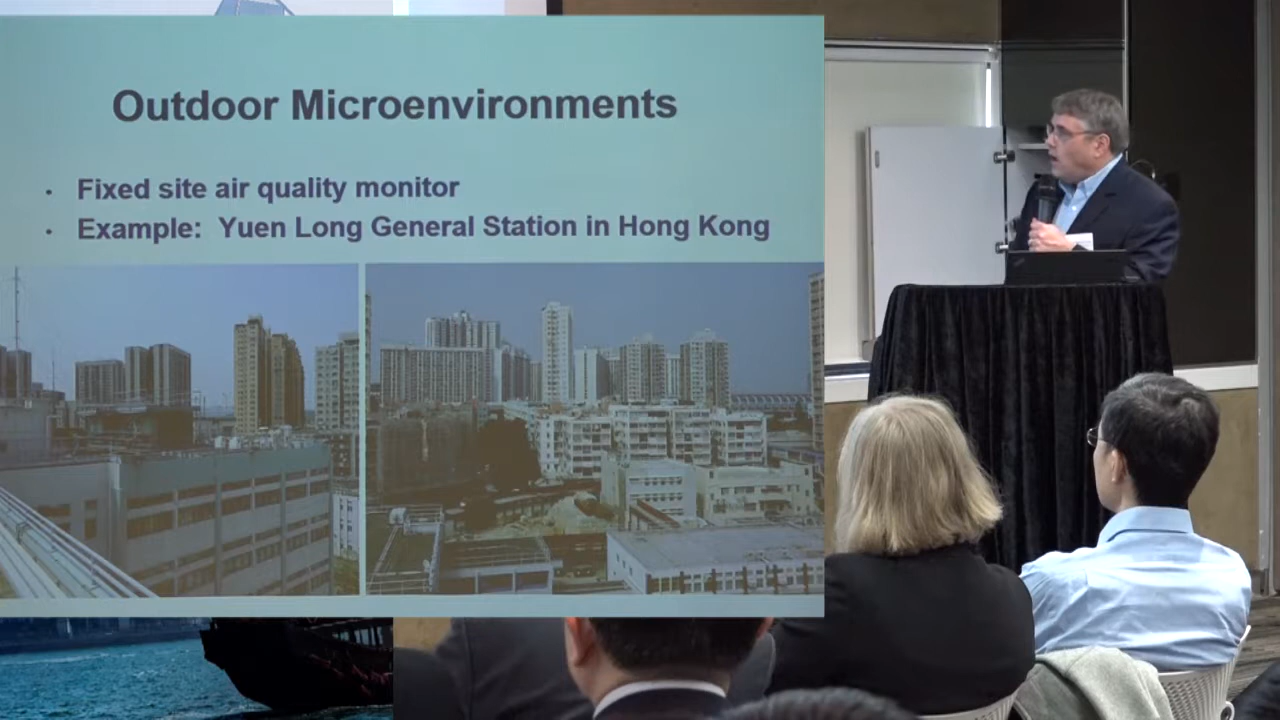 Outdoor Microenvironments
• Fixed site air quality monitor
• Example: Yuen Long General Station in Hong Kong